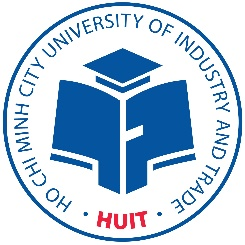 HO CHI MINH CITY UNIVERSITY OF INDUSTRY AND TRADE
HUIT